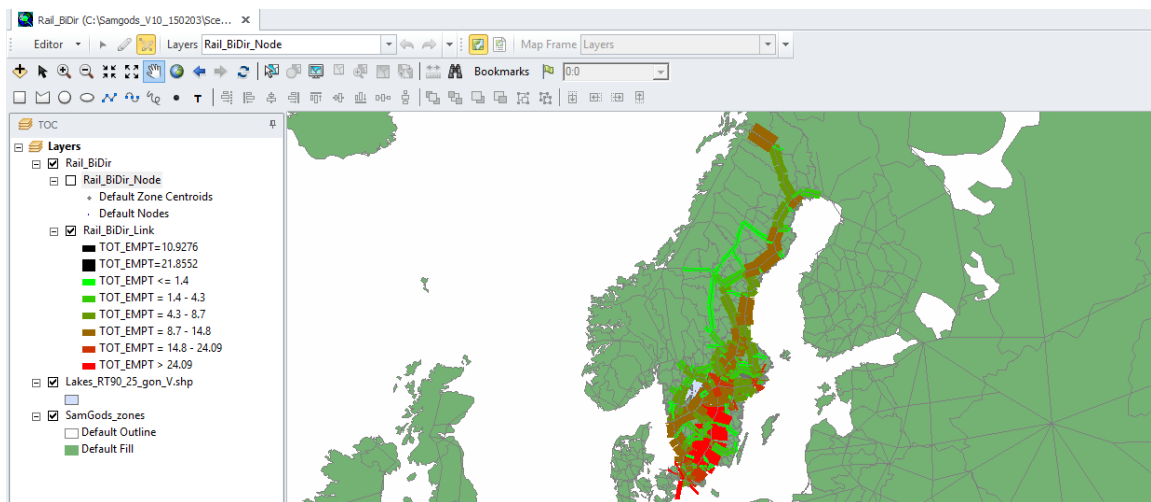 Rail_BiDir (C:\Samgods_V10_150203\Sce...
Editor Layers Rail_BiDir_Node Map Frame Layers
Bookmarks 0:0
T
TOC
Layers
Rail_BiDir
Rail_BiDir_Node
Default Zone Centroids
Default Nodes
Rail_BiDir_Link
TOT_EMPT=10.9276
TOT_EMPT=21.8552
TOT_EMPT <= 1.4
TOT_EMPT = 1.4 - 4.3
TOT_EMPT = 4.3 - 8.7
TOT_EMPT = 8.7 - 14.8
TOT_EMPT = 14.8 - 24.09
TOT_EMPT > 24.09
Lakes_RT90_25_gon_V.shp
SamGods_zones
Default Outline
Default Fill